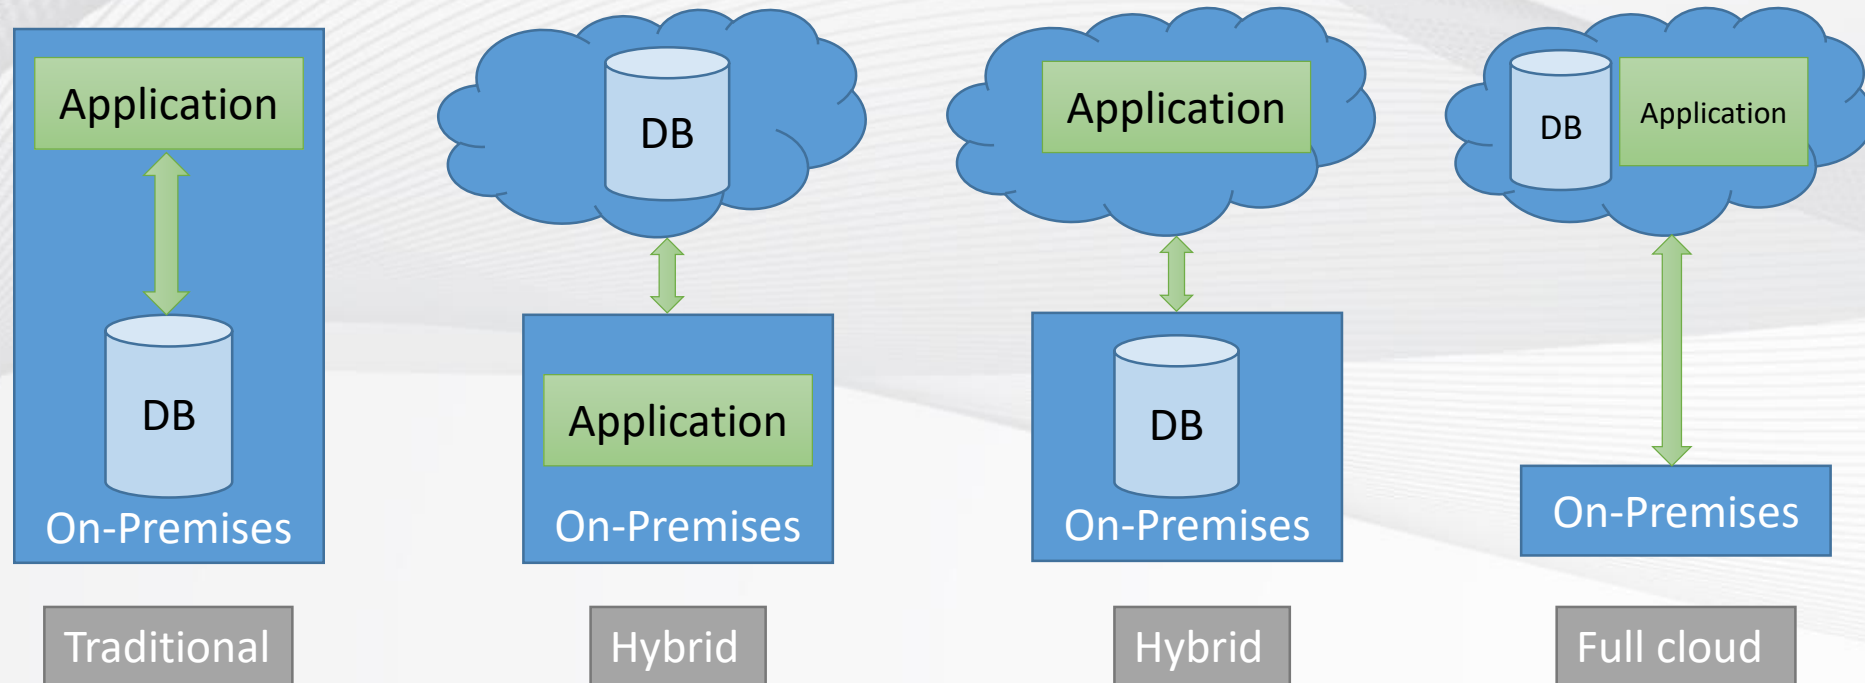 Application
DB
On-Premises
Traditional
DB
Application
On-Premises
Hybrid
Application
DB
On-Premises
Hybrid
DB
Application
On-Premises
Full cloud